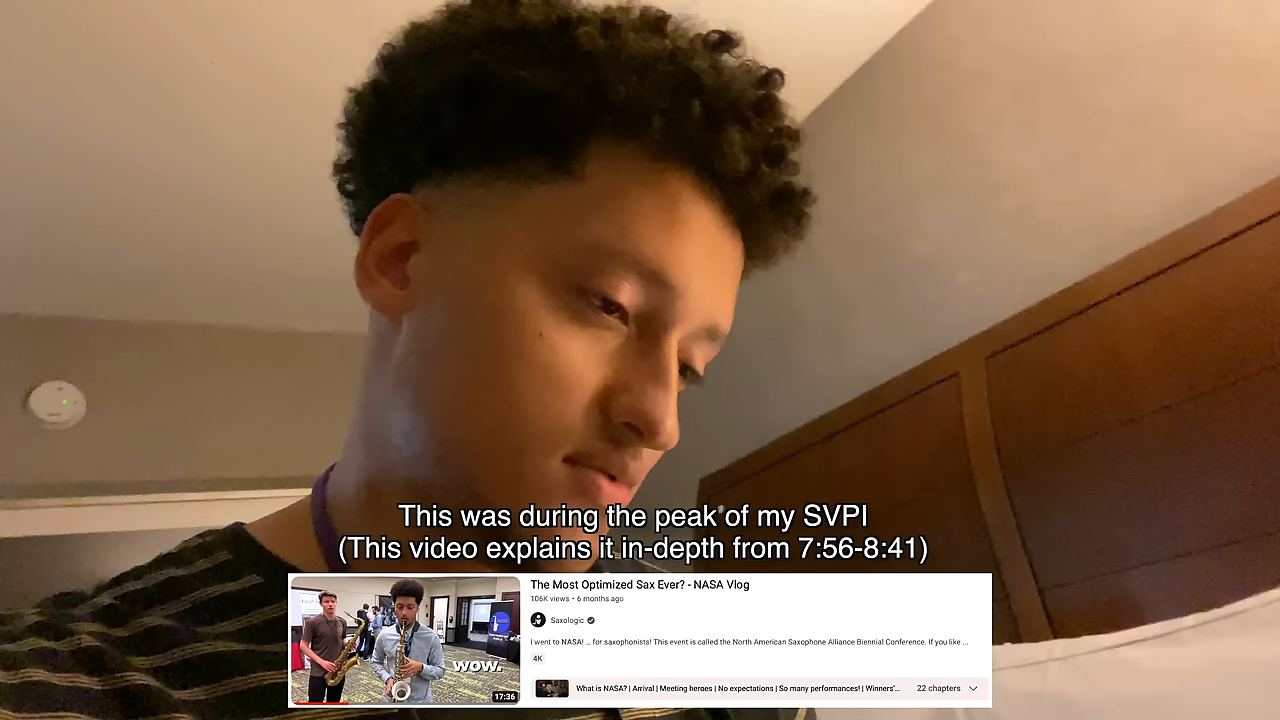 This was during the peak of my SVPI
(This video explains it in-depth from 7:56-8:41)
The Most Optimized Sax Ever? - NASA Vlog
106K views • 6 months ago
Saxologic
I went to NASA! ... for saxophonists! This event is called the North American Saxophone Alliance Biennial Conference. If you like ...
4K
wow.
17:36
What is NASA? | Arrival | Meeting heroes | No expectations | So many performances! | Winners'...
22 chapters